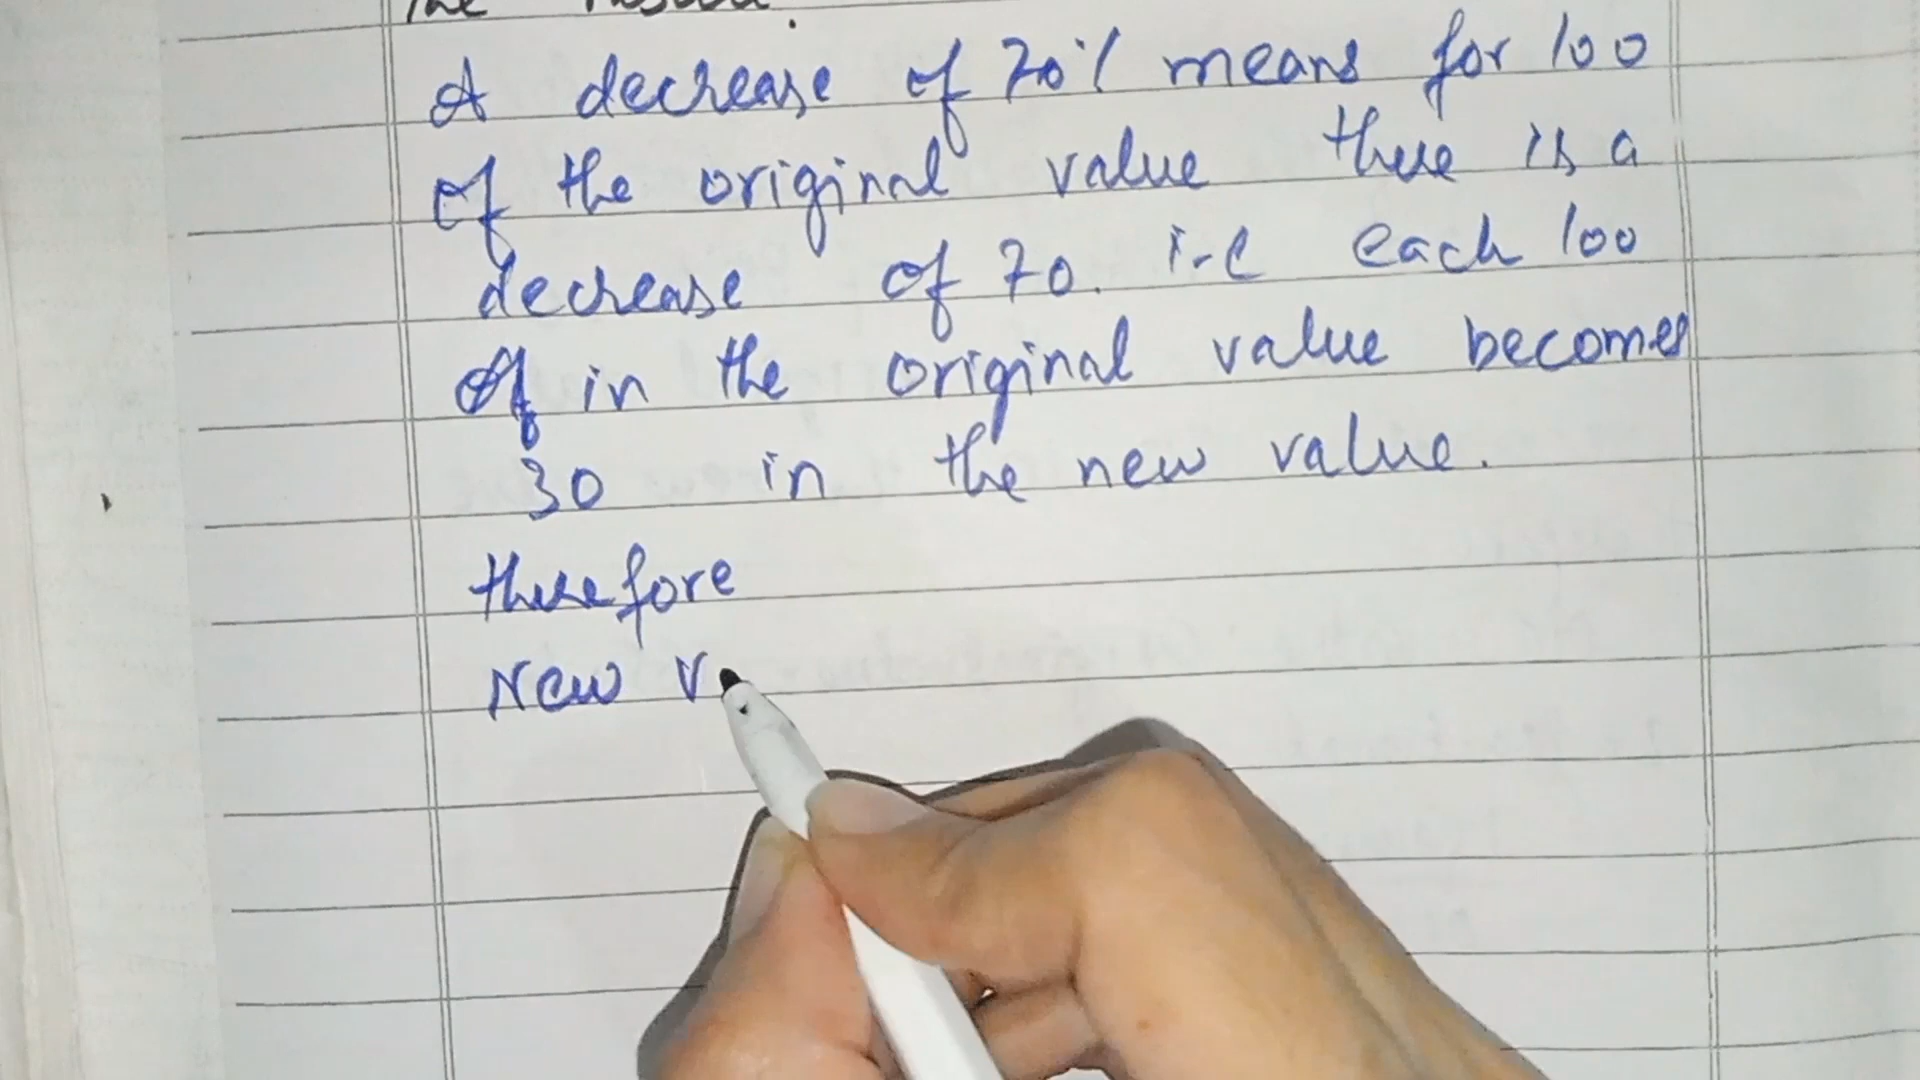 The
A decrease of 70% means for 100
of the original value there is a
decrease of 70. i-e each 100
in the original value becomes
30 in the new value.
therefore
New V